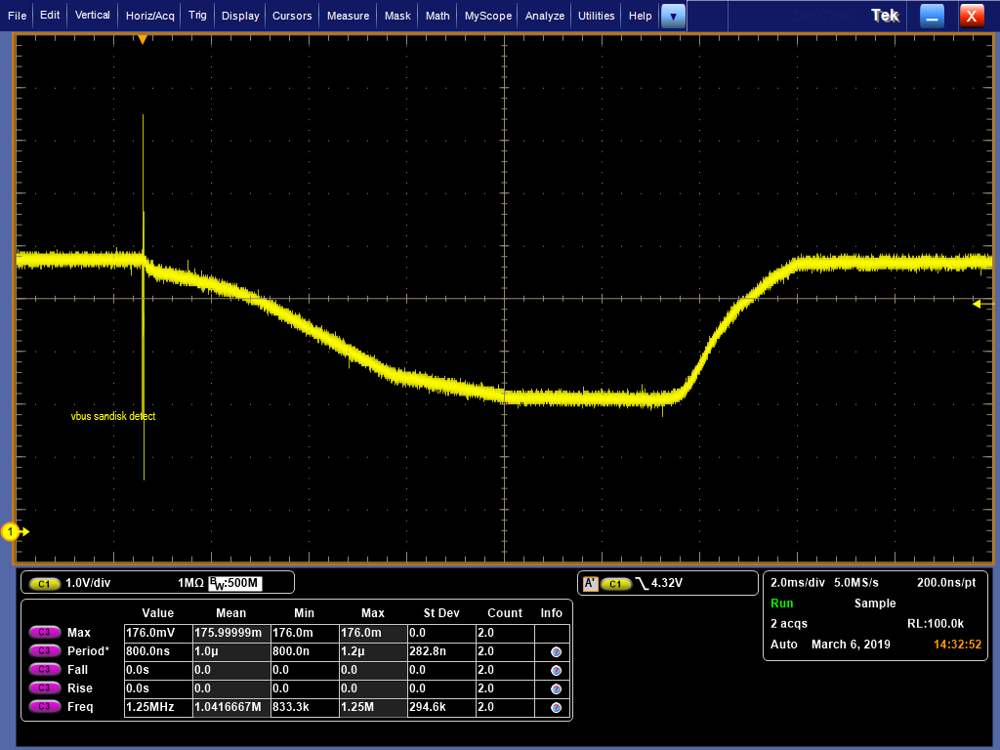 File Edit Vertical Horiz/Acq Trig Display Cursors Measure Mask Math MyScope Analyze Utilities Help Tek X
vbus sandisk detect
1
C1 1.0V/div 1MΩ BW:500M
A' C1 4.32V
2.0ms/div 5.0MS/s 200.0ns/pt
Run Sample
2 acqs RL:100.0k
Auto March 6, 2019 14:32:52
Value Mean Min Max St Dev Count Info
C3 Max 176.0mV 175.99999m 176.0m 176.0m 0.0 2.0
C3 Period* 800.0ns 1.0µ 800.0n 1.2µ 282.8n 2.0
C3 Fall 0.0s 0.0 0.0 0.0 0.0 2.0
C3 Rise 0.0s 0.0 0.0 0.0 0.0 2.0
C3 Freq 1.25MHz 1.0416667M 833.3k 1.25M 294.6k 2.0